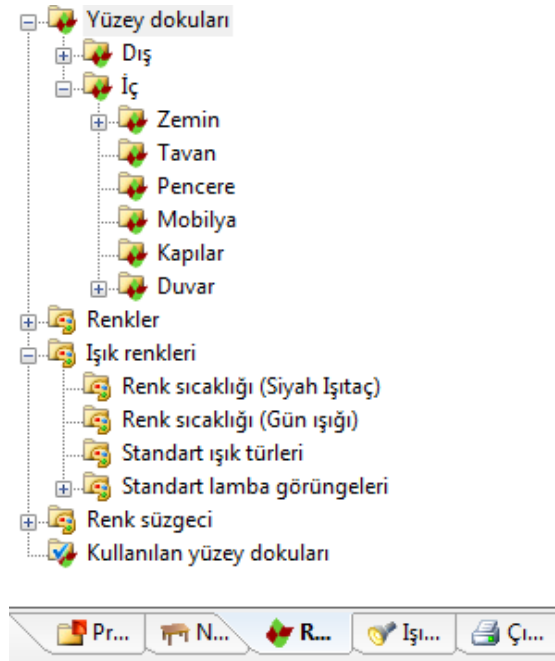 Yüzey dokuları
Dış
İç
Zemin
Tavan
Pencere
Mobilya
Kapılar
Duvar
Renkler
Işık renkleri
Renk sıcaklığı (Siyah Işıtaç)
Renk sıcaklığı (Gün ışığı)
Standart ışık türleri
Standart lamba görüngeleri
Renk süzgeci
Kullanılan yüzey dokuları
Pr... N... R... Işı... Çı...